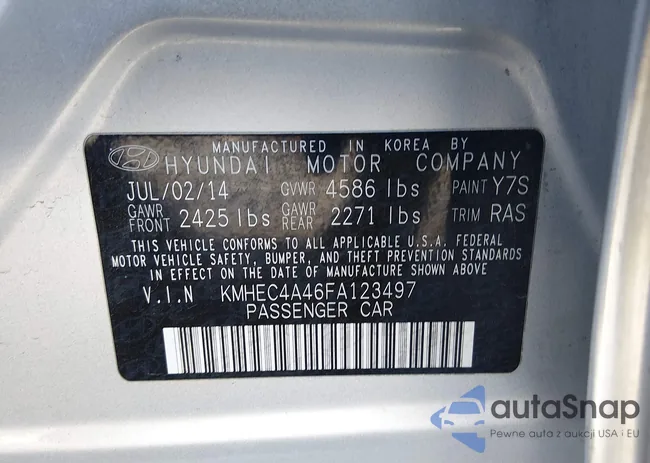 MANUFACTURED IN KOREA BY
HYUNDAI MOTOR COMPANY
JUL/02/14 GVWR 4586 lbs PAINT Y7S
GAWR FRONT 2425 lbs GAWR REAR 2271 lbs TRIM RAS
THIS VEHICLE CONFORMS TO ALL APPLICABLE U.S.A. FEDERAL
MOTOR VEHICLE SAFETY, BUMPER, AND THEFT PREVENTION STANDARDS
IN EFFECT ON THE DATE OF MANUFACTURE SHOWN ABOVE
V.I.N KMHEC4A46FA123497
PASSENGER CAR
autaSnap
Pewne auta z aukcji USA i EU